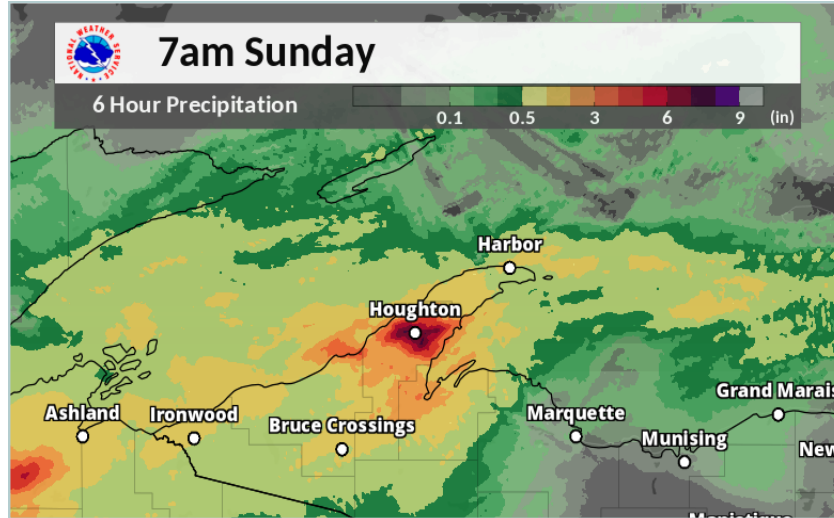 NATIONAL WEATHER SERVICE
7am Sunday
6 Hour Precipitation
0.1 0.5 3 6 9 (in)
Harbor
Houghton
Grand Marais
Ashland Ironwood Marquette
Bruce Crossings
Munising
New